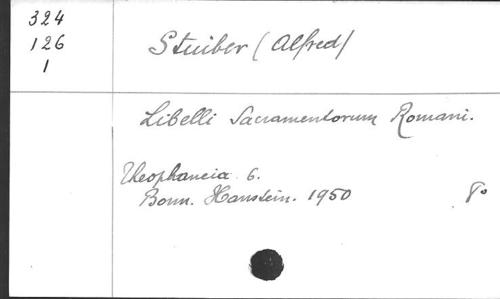 324
126
1
Stuiber (Alfred)
Libelli Sacramentorum Romani.
Theophaneia 6.
Bonn. Hanstein. 1950 8°